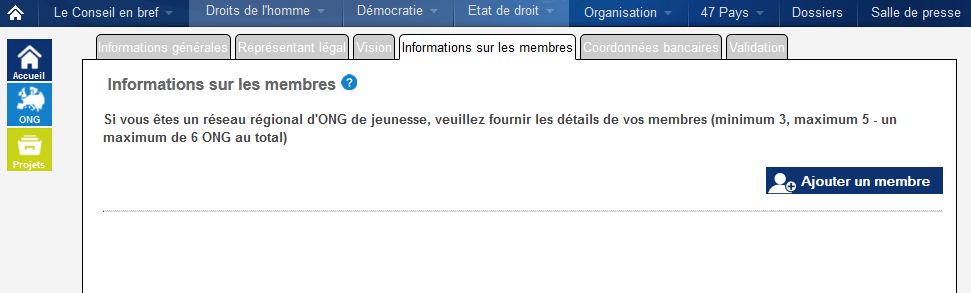 Le Conseil en bref Droits de l'homme Démocratie Etat de droit Organisation 47 Pays Dossiers Salle de presse
Informations générales Représentant légal Vision Informations sur les membres Coordonnées bancaires Validation
Accueil
ONG
Projets
Informations sur les membres ?
Si vous êtes un réseau régional d'ONG de jeunesse, veuillez fournir les détails de vos membres (minimum 3, maximum 5 - un
maximum de 6 ONG au total)
Ajouter un membre